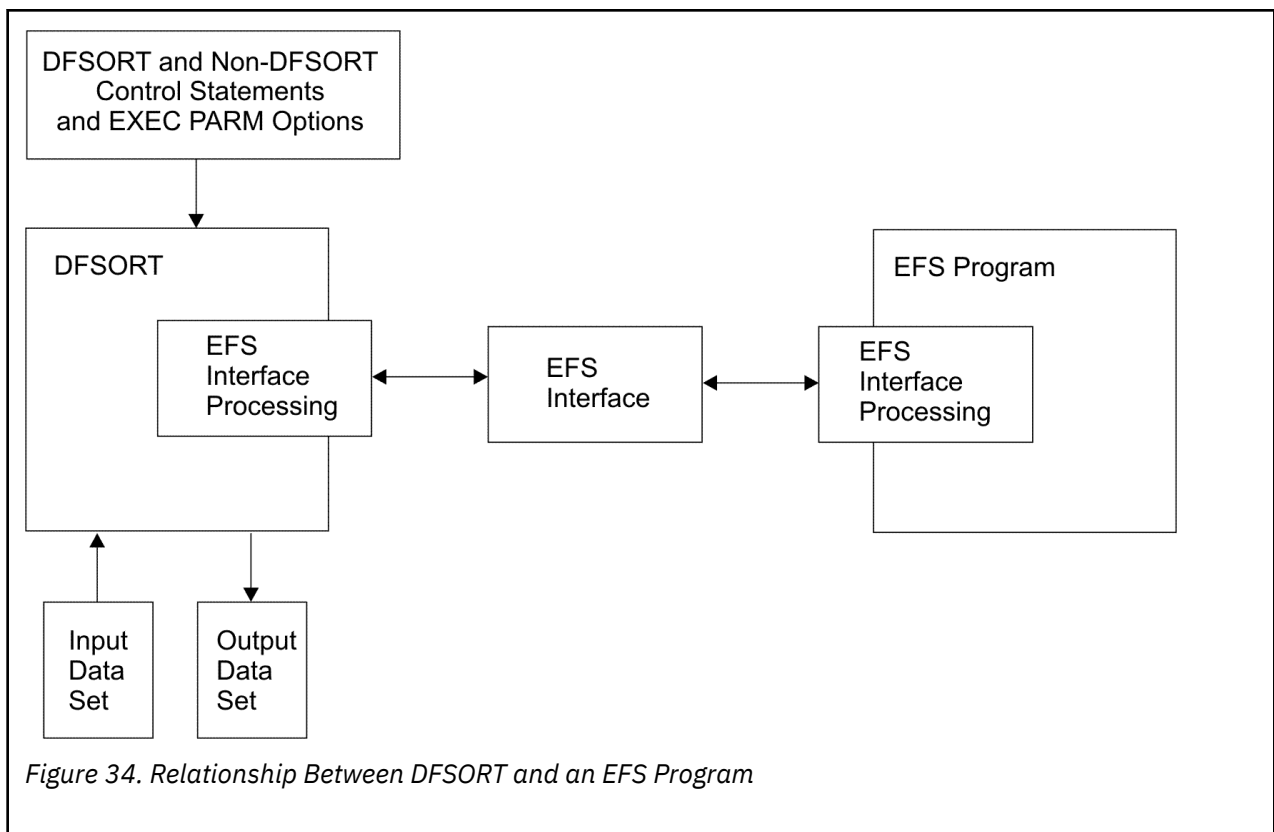 DFSORT and Non-DFSORT
Control Statements
and EXEC PARM Options
DFSORT
EFS Program
EFS
Interface
Processing
EFS
Interface
EFS
Interface
Processing
Input
Data
Set
Output
Data
Set
Figure 34. Relationship Between DFSORT and an EFS Program